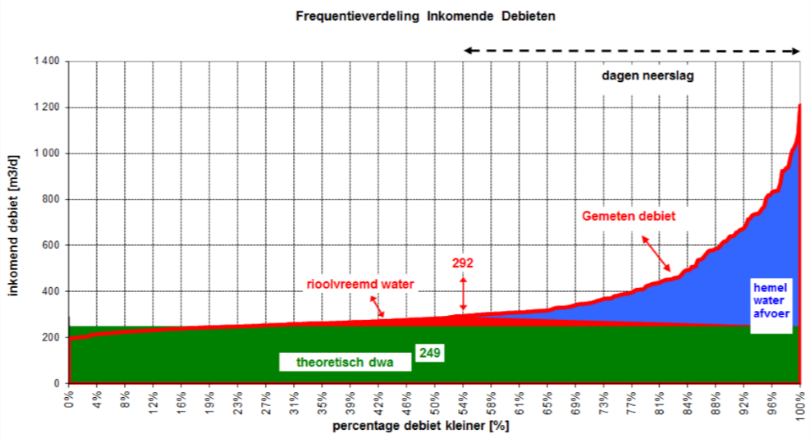 Frequentieverdeling Inkomende Debieten
dagen neerslag
1 400
1 200
1 000
800
600
400
200
0
inkomend debiet [m3/d]
Gemeten debiet
292
rioolvreemd water
hemel
water
afvoer
249
theoretisch dwa
0% 4% 8% 12% 16% 19% 23% 27% 31% 35% 39% 42% 46% 50% 54% 58% 61% 65% 69% 73% 77% 81% 84% 88% 92% 96% 100%
percentage debiet kleiner [%]